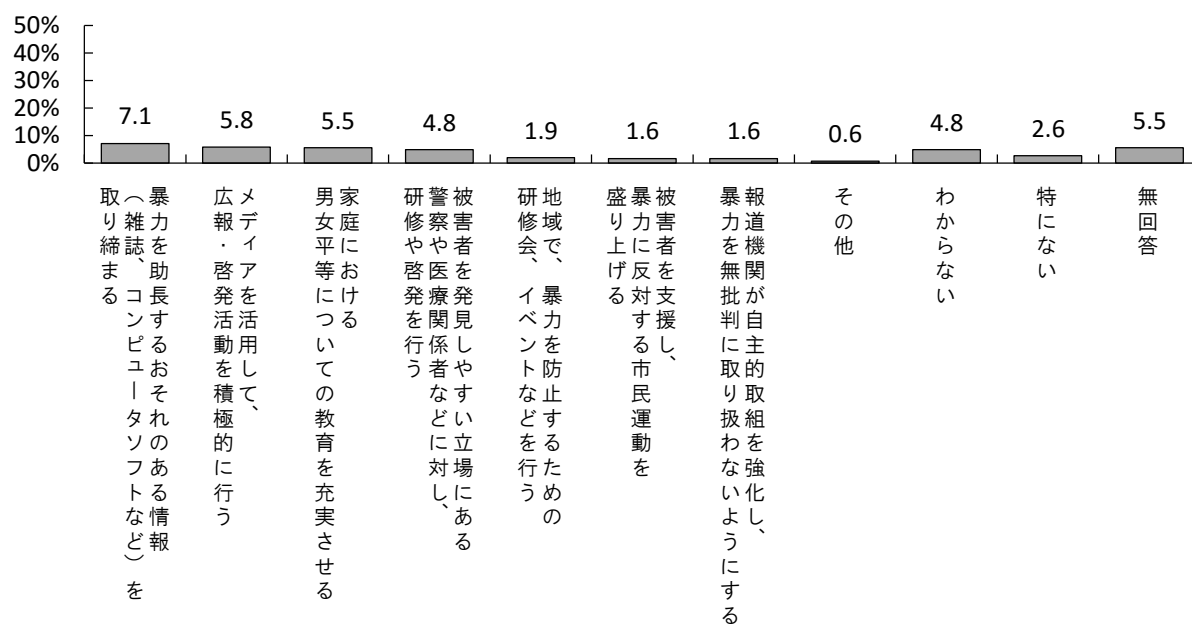 50%
40%
30%
20%
10%
0%
7.1
5.8
5.5
4.8
1.9
1.6
1.6
0.6
4.8
2.6
5.5
暴力を助長するおそれのある情報
（雑誌、コンピュータソフトなど）を
取り締まる
メディアを活用して、
広報・啓発活動を積極的に行う
家庭における
男女平等についての教育を充実させる
被害者を発見しやすい立場にある
警察や医療関係者などに対し、
研修や啓発を行う
地域で、暴力を防止するための
研修会、イベントなどを行う
被害者を支援し、
暴力に反対する市民運動を
盛り上げる
報道機関が自主的取組を強化し、
暴力を無批判に取り扱わないようにする
その他
わからない
特にない
無回答